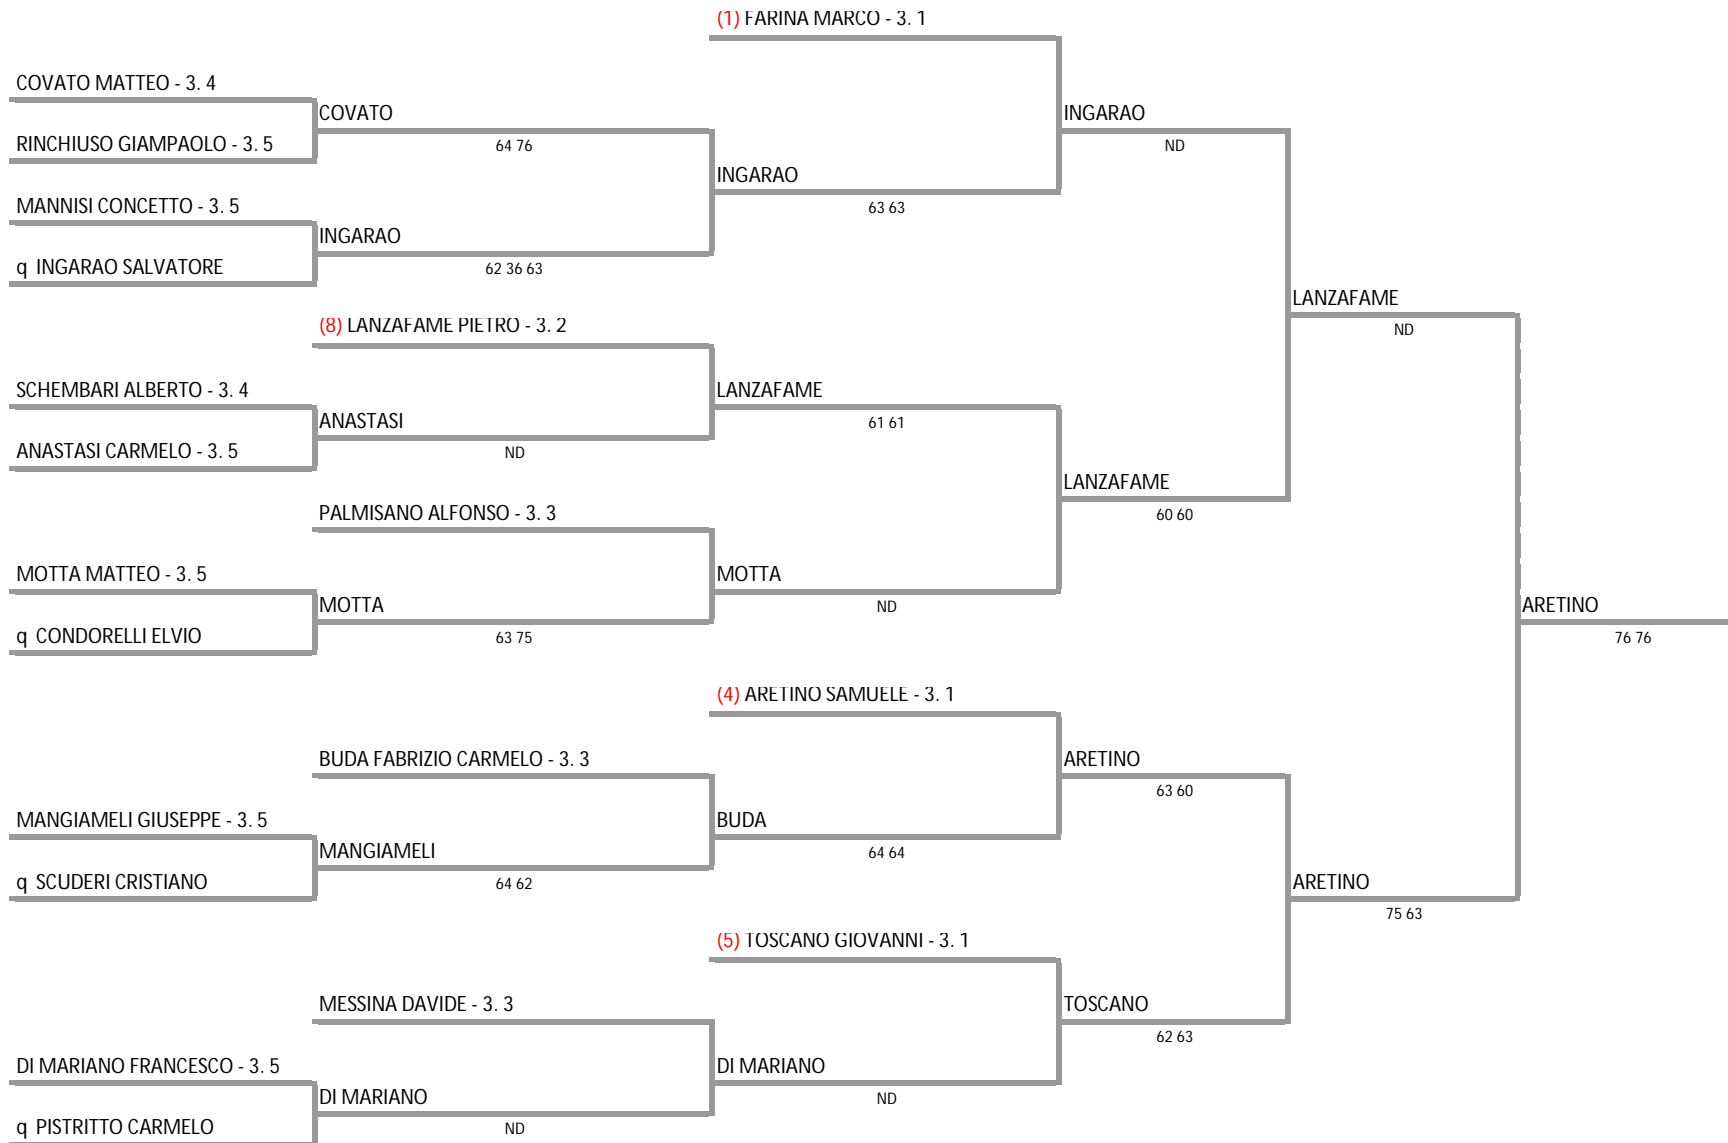 (1) FARINA MARCO - 3. 1
COVATO MATTEO - 3. 4
COVATO
INGARAO
RINCHIUSO GIAMPAOLO - 3. 5
64 76
ND
INGARAO
MANNISI CONCETTO - 3. 5
63 63
INGARAO
q INGARAO SALVATORE
62 36 63
LANZAFAME
(8) LANZAFAME PIETRO - 3. 2
ND
SCHEMBARI ALBERTO - 3. 4
LANZAFAME
ANASTASI
61 61
ANASTASI CARMELO - 3. 5
ND
LANZAFAME
PALMISANO ALFONSO - 3. 3
60 60
MOTTA MATTEO - 3. 5
MOTTA
MOTTA
ND
ARETINO
q CONDORELLI ELVIO
63 75
76 76
(4) ARETINO SAMUELE - 3. 1
BUDA FABRIZIO CARMELO - 3. 3
ARETINO
63 60
MANGIAMELI GIUSEPPE - 3. 5
BUDA
MANGIAMELI
64 64
q SCUDERI CRISTIANO
64 62
ARETINO
75 63
(5) TOSCANO GIOVANNI - 3. 1
MESSINA DAVIDE - 3. 3
TOSCANO
62 63
DI MARIANO FRANCESCO - 3. 5
DI MARIANO
DI MARIANO
ND
q PISTRITTO CARMELO
ND